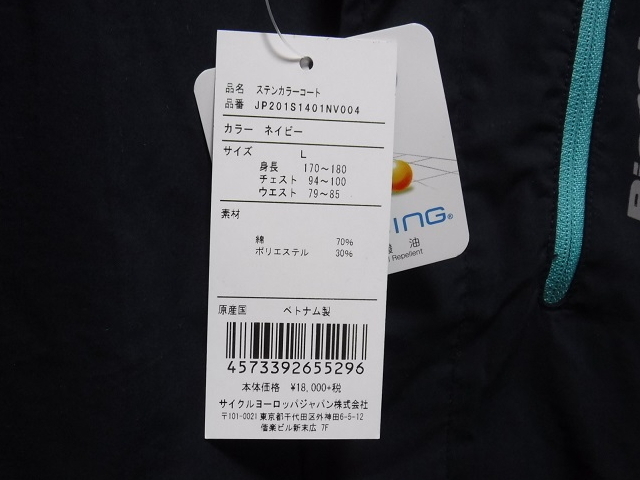 品名 ステンカラーコート
品番 JP201S1401NV004
カラー ネイビー
サイズ L
身長 170～180
チェスト 94～100
ウエスト 79～85
素材
綿 70%
ポリエステル 30%
原産国 ベトナム製
4573392655296
本体価格 ¥18,000+税
サイクルヨーロッパジャパン株式会社
〒101-0021 東京都千代田区外神田6-5-12
偕楽ビル新末広 7F
ING®
油
Repellent